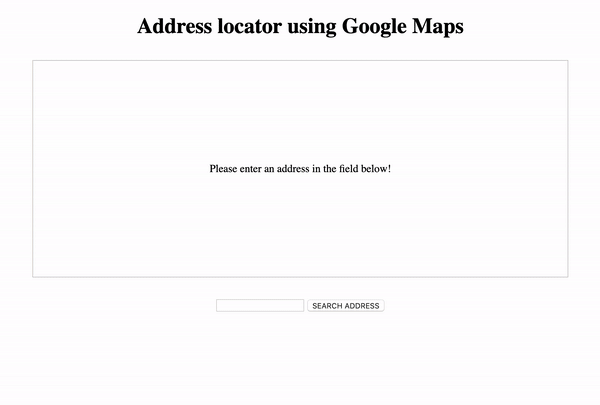 Address locator using Google Maps
Please enter an address in the field below!
SEARCH ADDRESS